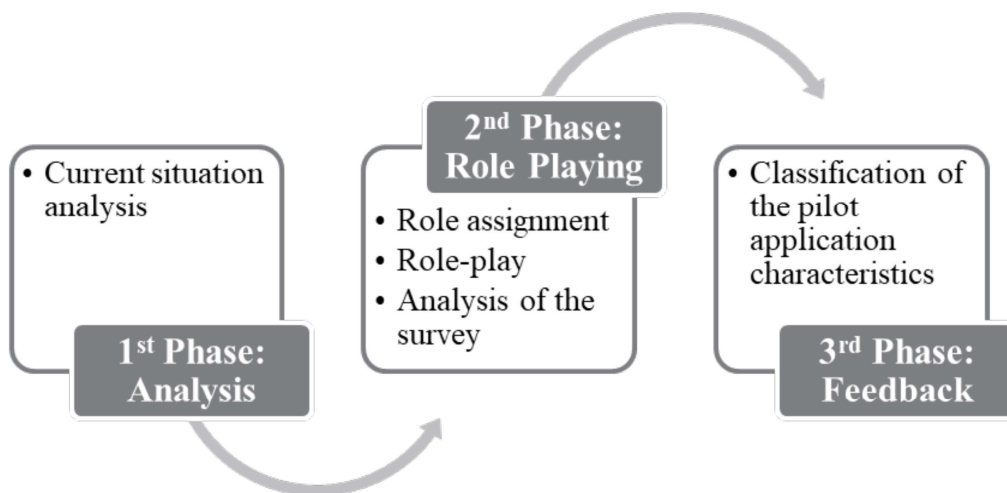 • Current situation
analysis
1st Phase:
Analysis
2nd Phase:
Role Playing
• Role assignment
• Role-play
• Analysis of the
survey
• Classification of
the pilot
application
characteristics
3rd Phase:
Feedback